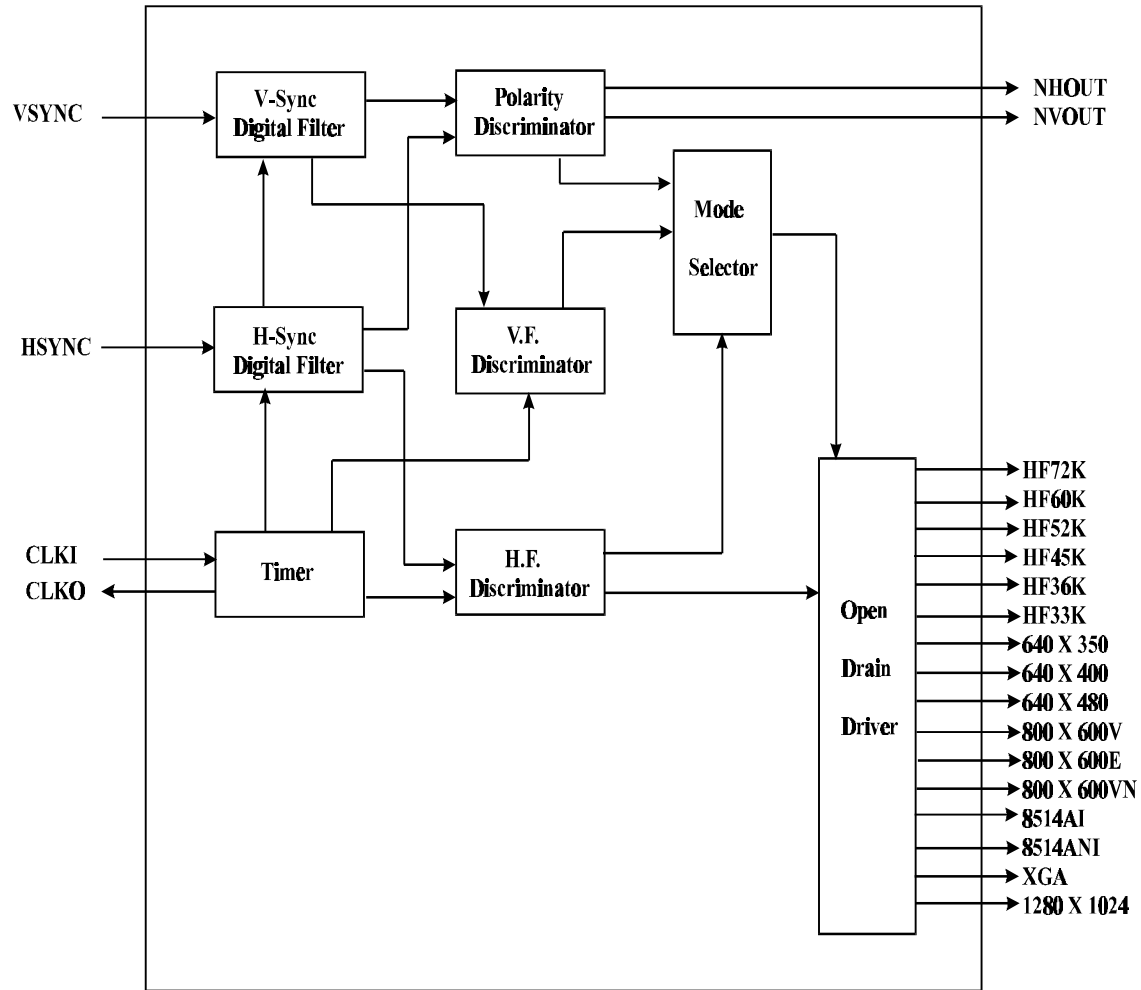 VSYNC
V-Sync
Digital Filter
Polarity
Discriminator
NHOUT
NVOUT
Mode
Selector
HSYNC
H-Sync
Digital Filter
V.F.
Discriminator
CLKI
CLKO
Timer
H.F.
Discriminator
Open
Drain
Driver
HF72K
HF60K
HF52K
HF45K
HF36K
HF33K
640 X 350
640 X 400
640 X 480
800 X 600V
800 X 600E
800 X 600VN
8514AI
8514ANI
XGA
1280 X 1024